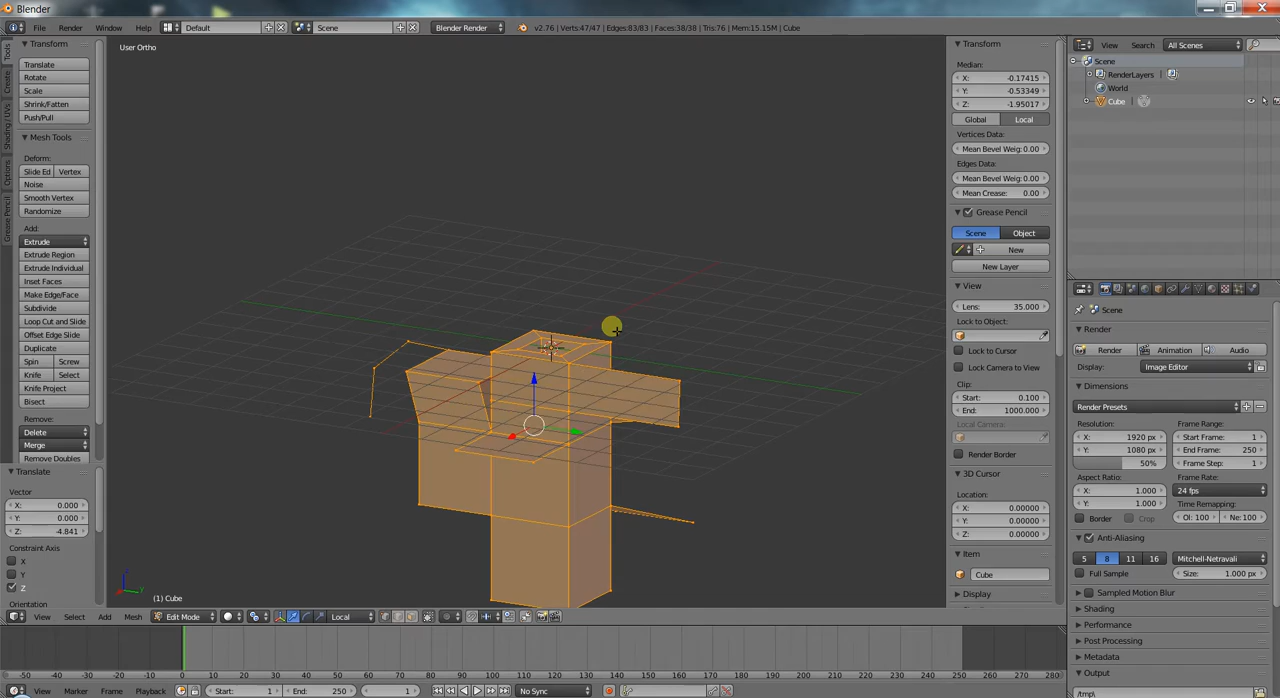 Blender
File Render Window Help Default Scene Blender Render v2.76 | Verts:47/47 | Edges:83/83 | Faces:38/38 | Tris:76 | Mem:15.15M | Cube
View Search All Scenes
Tools
Create
Shading / UVs
Options
Grease Pencil
Transform
Translate
Rotate
Scale
Shrink/Fatten
Push/Pull
Mesh Tools
Deform:
Slide Ed Vertex
Noise
Smooth Vertex
Randomize
Add:
Extrude
Extrude Region
Extrude Individual
Inset Faces
Make Edge/Face
Subdivide
Loop Cut and Slide
Offset Edge Slide
Duplicate
Spin Screw
Knife Select
Knife Project
Bisect
Remove:
Delete
Merge
Remove Doubles
Translate
Vector
X: 0.000
Y: 0.000
Z: -4.841
Constraint Axis
X
Y
Z
Orientation
User Ortho
(1) Cube
Transform
Median:
X: -0.17415
Y: -0.53349
Z: -1.95017
Global Local
Vertices Data:
Mean Bevel Weig: 0.00
Edges Data:
Mean Bevel Weig: 0.00
Mean Crease: 0.00
Grease Pencil
Scene Object
New
New Layer
View
Lens: 35.000
Lock to Object:
Lock to Cursor
Lock Camera to View
Clip:
Start: 0.100
End: 1000.000
Local Camera:
Render Border
3D Cursor
Location:
X: 0.00000
Y: 0.00000
Z: 0.00000
Item
Cube
Display
Scene
RenderLayers
World
Cube
Scene
Render
Render Animation Audio
Display: Image Editor
Dimensions
Render Presets
Resolution: Frame Range:
X: 1920 px Start Frame: 1
Y: 1080 px End Frame: 250
50% Frame Step: 1
Aspect Ratio: Frame Rate:
X: 1.000 24 fps
Y: 1.000 Time Remapping:
Border Crop Ol: 100 Ne: 100
Anti-Aliasing
5 8 11 16 Mitchell-Netravali
Full Sample Size: 1.000 px
Sampled Motion Blur
Shading
Performance
Post Processing
Metadata
Output
/tmp\
View Select Add Mesh Edit Mode Local
-50 -40 -30 -20 -10 0 10 20 30 40 50 60 70 80 90 100 110 120 130 140 150 160 170 180 190 200 210 220 230 240 250 260 270 280
View Marker Frame Playback Start: 1 End: 250 1 No Sync